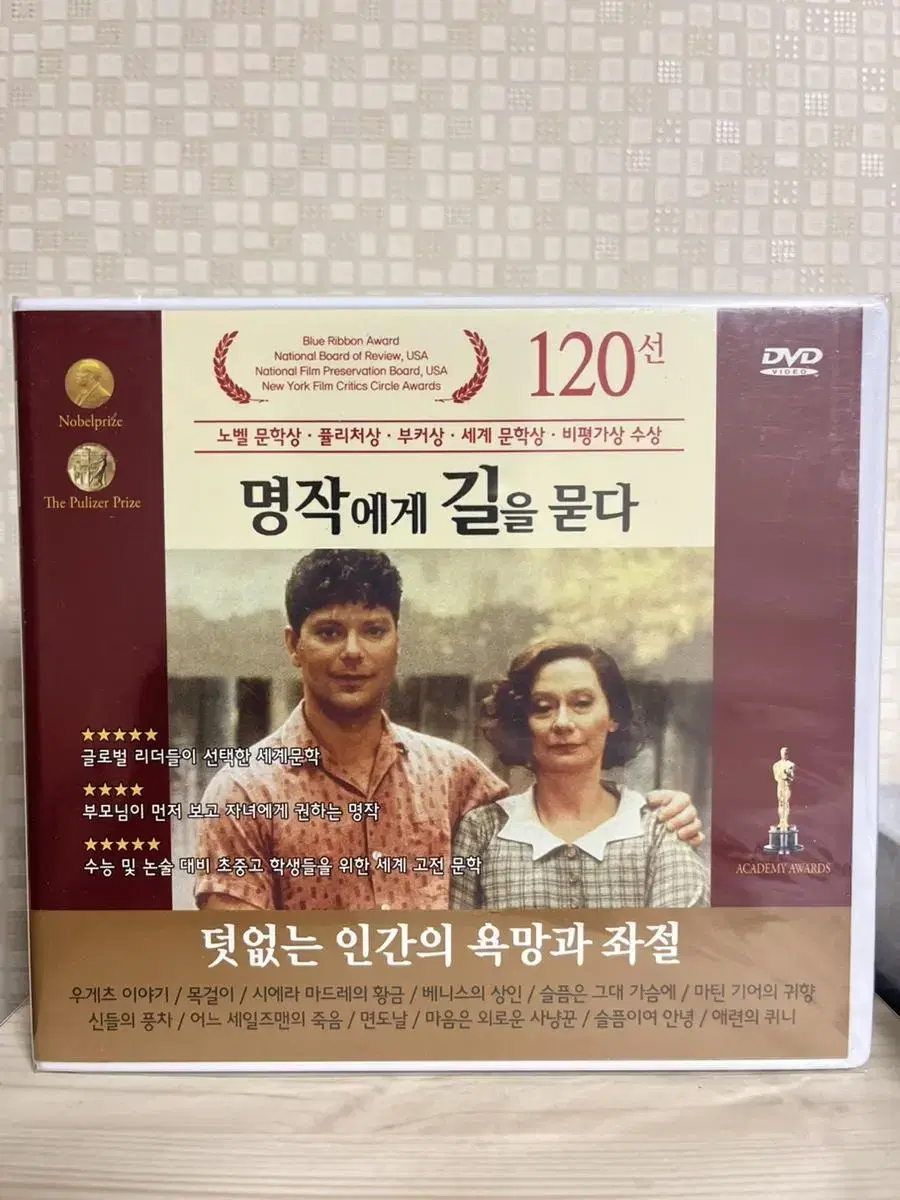 Blue Ribbon Award
National Board of Review, USA
National Film Preservation Board, USA
New York Film Critics Circle Awards
120선
DVD
VIDEO
Nobelprize
The Pulizer Prize
노벨 문학상 · 퓰리처상 · 부커상 · 세계 문학상 · 비평가상 수상
명작에게 길을 묻다
★★★★★
글로벌 리더들이 선택한 세계문학
★★★★
부모님이 먼저 보고 자녀에게 권하는 명작
★★★★★
수능 및 논술 대비 초중고 학생들을 위한 세계 고전 문학
ACADEMY AWARDS
덧없는 인간의 욕망과 좌절
우게츠 이야기 / 목걸이 / 시에라 마드레의 황금 / 베니스의 상인 / 슬픔은 그대 가슴에 / 마틴 기어의 귀향
신들의 풍차 / 어느 세일즈맨의 죽음 / 면도날 / 마음은 외로운 사냥꾼 / 슬픔이여 안녕 / 애련의 퀴니